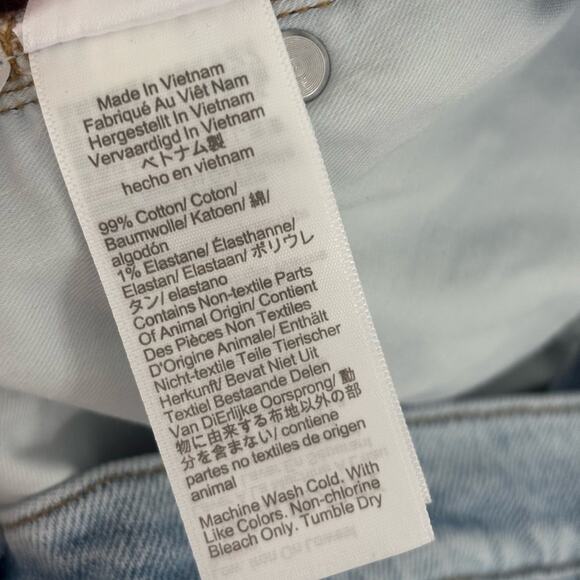 Made In Vietnam
Fabriqué Au Viêt Nam
Hergestellt In Vietnam
Vervaardigd In Vietnam
ベトナム製
hecho en vietnam
99% Cotton/ Coton/
Baumwolle/ Katoen/ 綿/
algodón
1% Elastane/ Élasthanne/
Elastan/ Elastaan/ ポリウレ
タン/ elastano
Contains Non-textile Parts
Of Animal Origin/ Contient
Des Pièces Non Textiles
D'Origine Animale/ Enthält
Nicht-textile Teile Tierischer
Herkunft/ Bevat Niet Uit
Textiel Bestaande Delen
Van DiErlijke Oorsprong/ 動
物に由来する布地以外の部
分を含まない/ contiene
partes no textiles de origen
animal
Machine Wash Cold. With
Like Colors. Non-chlorine
Bleach Only. Tumble Dry